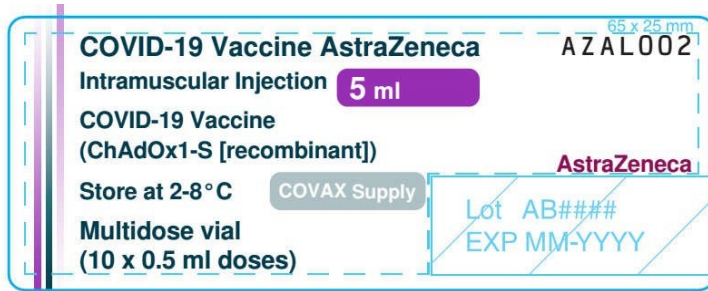 65 x 25 mm
COVID-19 Vaccine AstraZeneca
AZAL002
Intramuscular Injection 5 ml
COVID-19 Vaccine
(ChAdOx1-S [recombinant])
AstraZeneca
Store at 2-8°C COVAX Supply
Lot AB####
EXP MM-YYYY
Multidose vial
(10 x 0.5 ml doses)